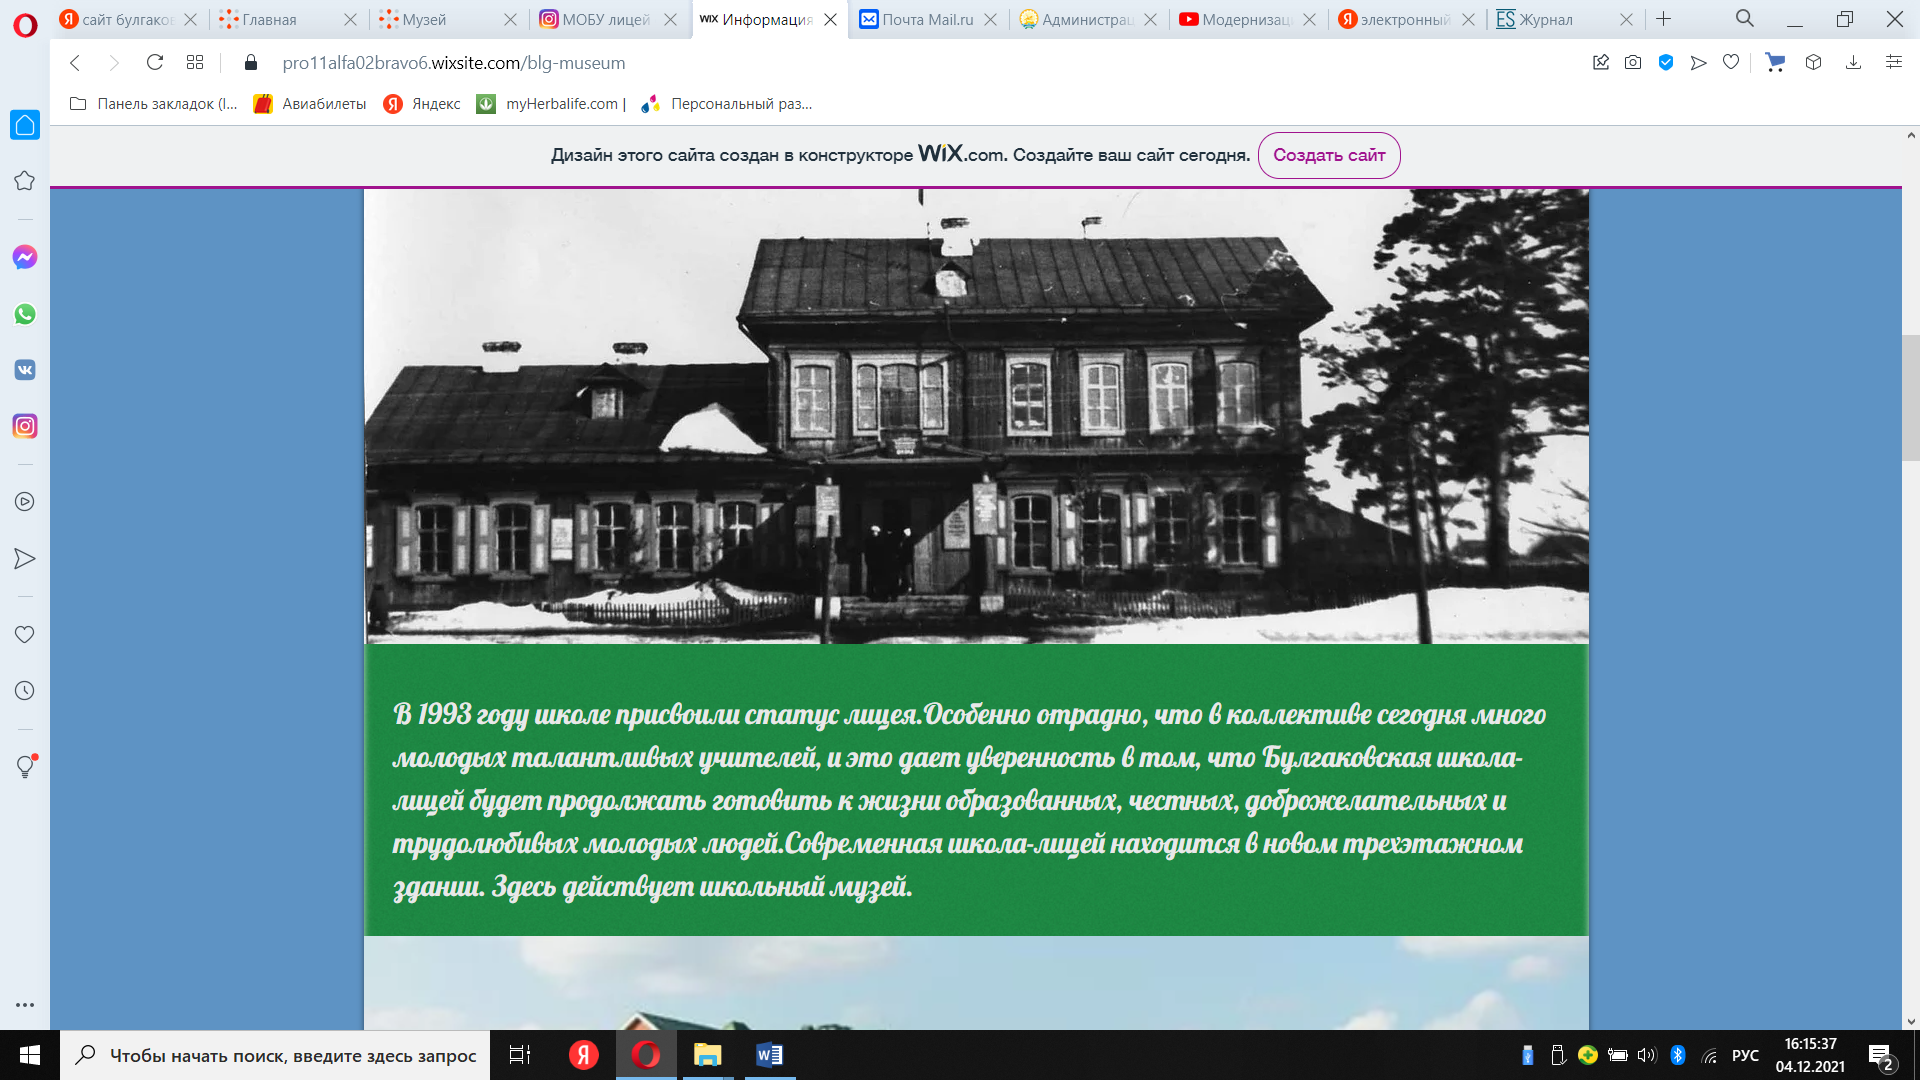 сайт булгаков
Главная
Музей
МОБУ лицей
WiX Информация
Почта Mail.ru
Администрац
Модернизаци
электронный
ES Журнал
pro11alfa02bravo6.wixsite.com/blg-museum
Панель закладок (I...
Авиабилеты
Яндекс
myHerbalife.com |
Персональный раз...
Дизайн этого сайта создан в конструкторе WiX.com. Создайте ваш сайт сегодня.
Создать сайт
В 1993 году школе присвоили статус лицея.Особенно отрадно, что в коллективе сегодня много
молодых талантливых учителей, и это дает уверенность в том, что Булгаковская школа-
лицей будет продолжать готовить к жизни образованных, честных, доброжелательных и
трудолюбивых молодых людей.Современная школа-лицей находится в новом трехэтажном
здании. Здесь действует школьный музей.
Чтобы начать поиск, введите здесь запрос
РУС
16:15:37
04.12.2021
2